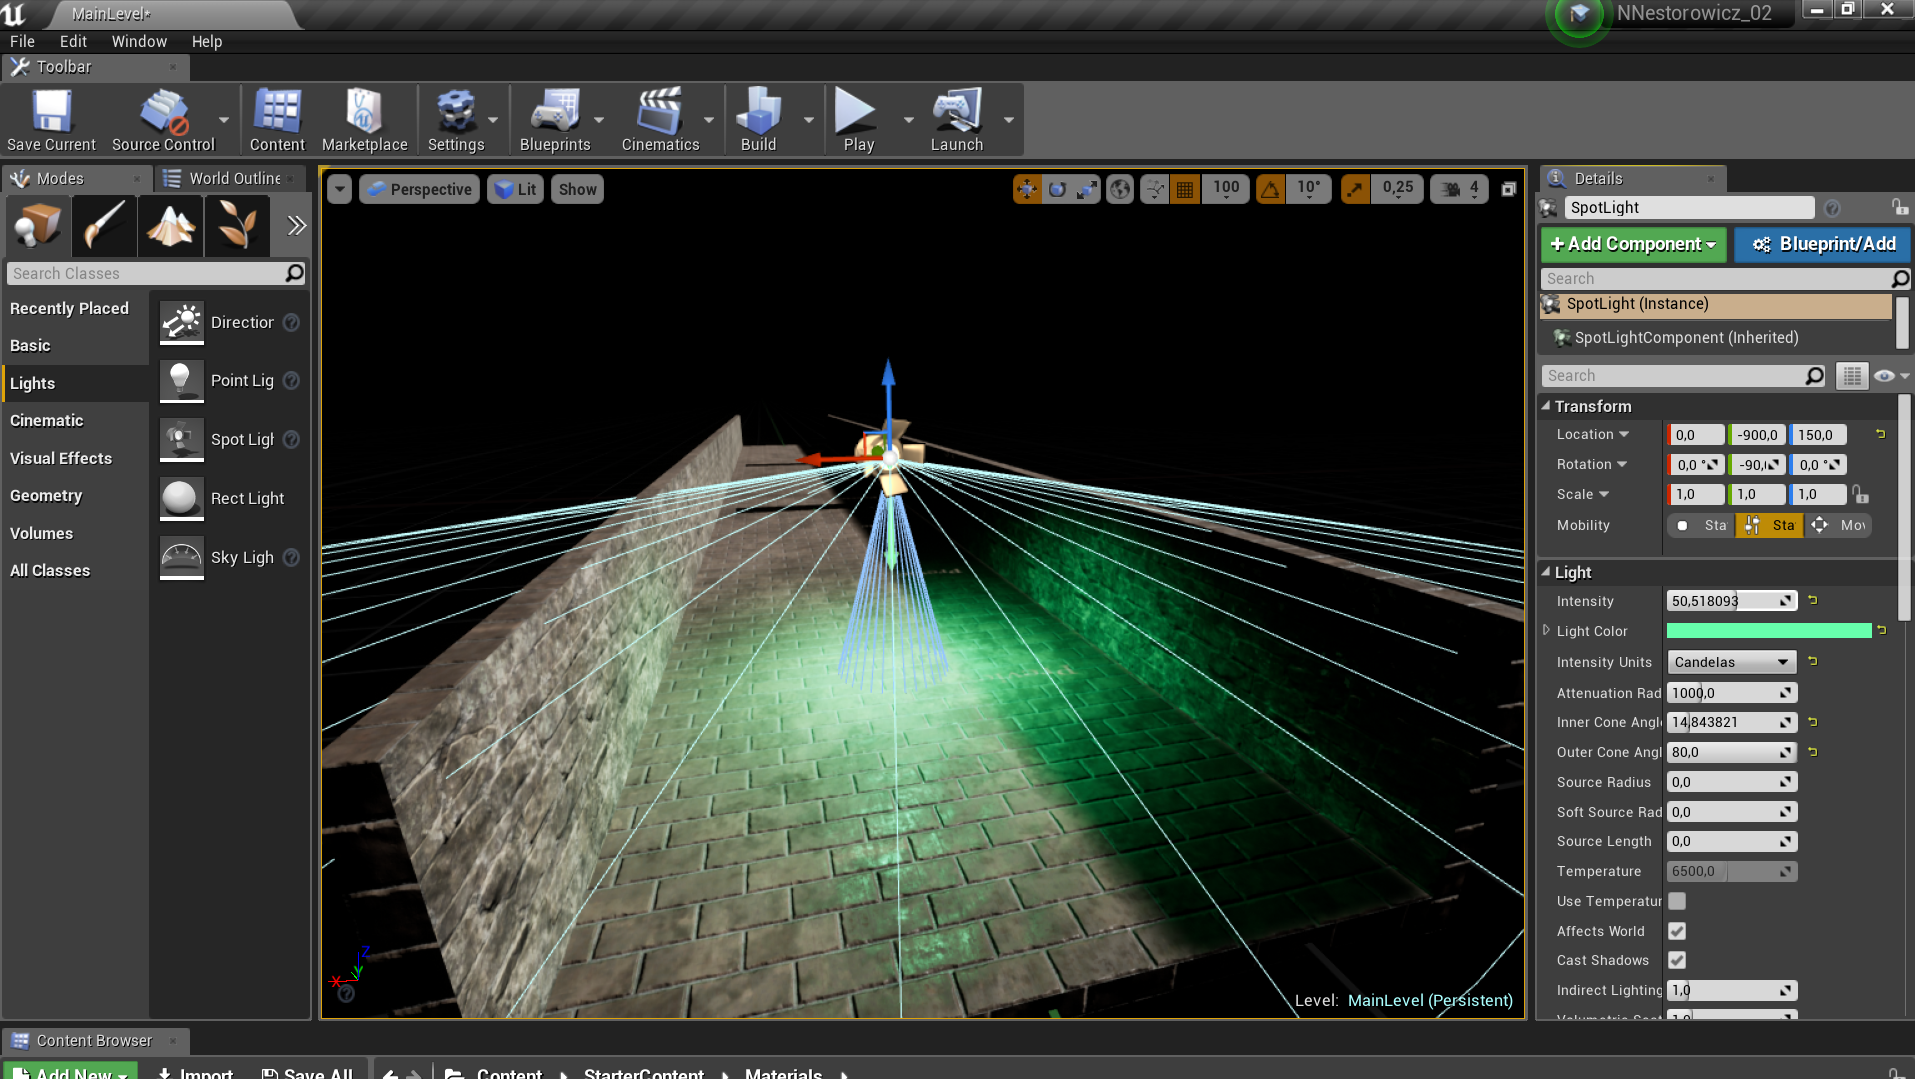 MainLevel*
NNestorowicz_02
File Edit Window Help
Toolbar
Save Current Source Control Content Marketplace Settings Blueprints Cinematics Build Play Launch
Modes World Outline
Perspective Lit Show 100 10° 0,25 4
Details
SpotLight
+Add Component Blueprint/Add
Search
SpotLight (Instance)
SpotLightComponent (Inherited)
Search
Search Classes
Recently Placed
Basic
Lights
Cinematic
Visual Effects
Geometry
Volumes
All Classes
Direction
Point Lig
Spot Ligh
Rect Light
Sky Ligh
Transform
Location 0,0 -900,0 150,0
Rotation 0,0 ° -90,( 0,0 °
Scale 1,0 1,0 1,0
Mobility Sta Sta Mov
Light
Intensity 50,518093
Light Color
Intensity Units Candelas
Attenuation Rad 1000,0
Inner Cone Angl 14,843821
Outer Cone Angl 80,0
Source Radius 0,0
Soft Source Rad 0,0
Source Length 0,0
Temperature 6500,0
Use Temperatur
Affects World
Cast Shadows
Indirect Lighting 1,0
X Y Z
Level: MainLevel (Persistent)
Content Browser
Add New Import Save All Content StarterContent Materials